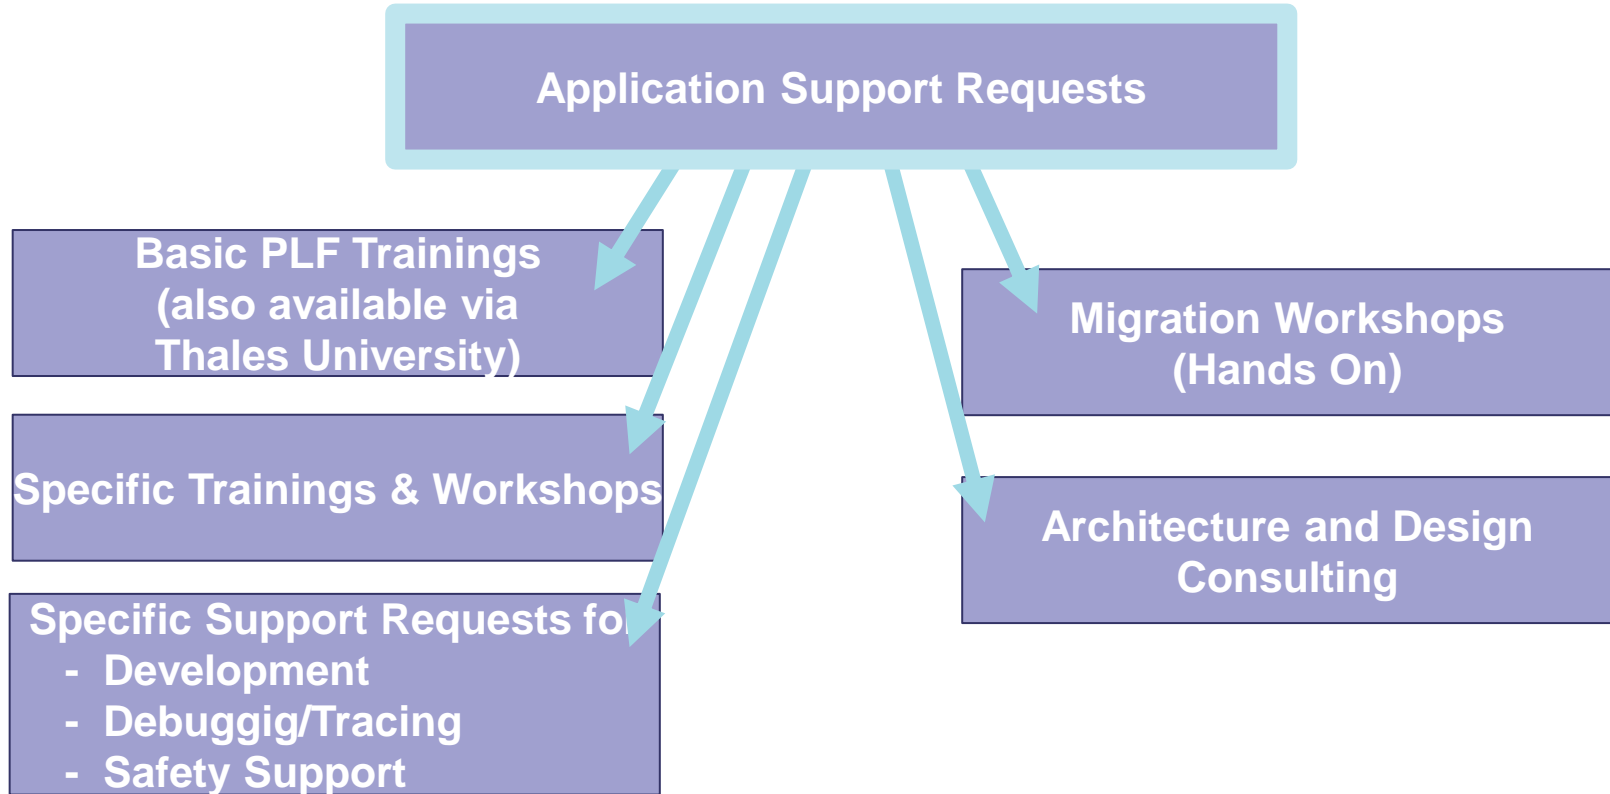 Application Support Requests
Basic PLF Trainings
(also available via
Thales University)
Specific Trainings & Workshops
Specific Support Requests for
- Development
- Debuggig/Tracing
- Safety Support
Migration Workshops
(Hands On)
Architecture and Design
Consulting